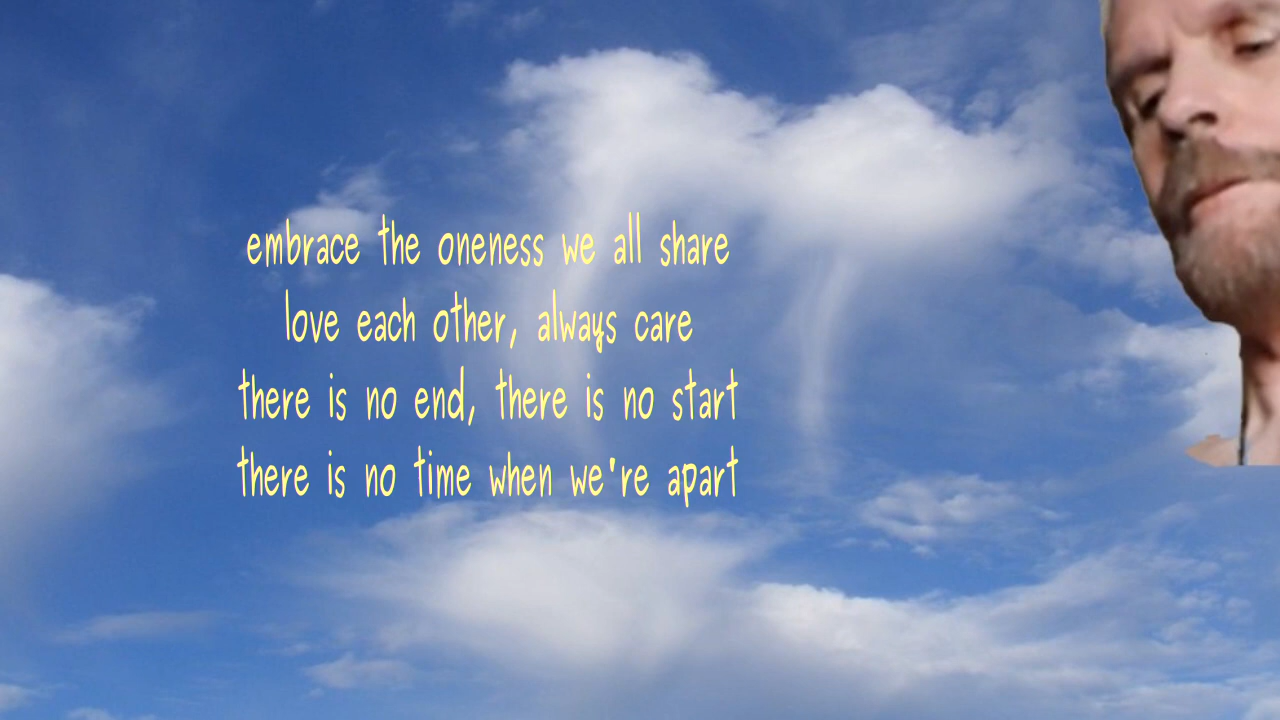 embrace the oneness we all share
love each other, always care
there is no end, there is no start
there is no time when we're apart